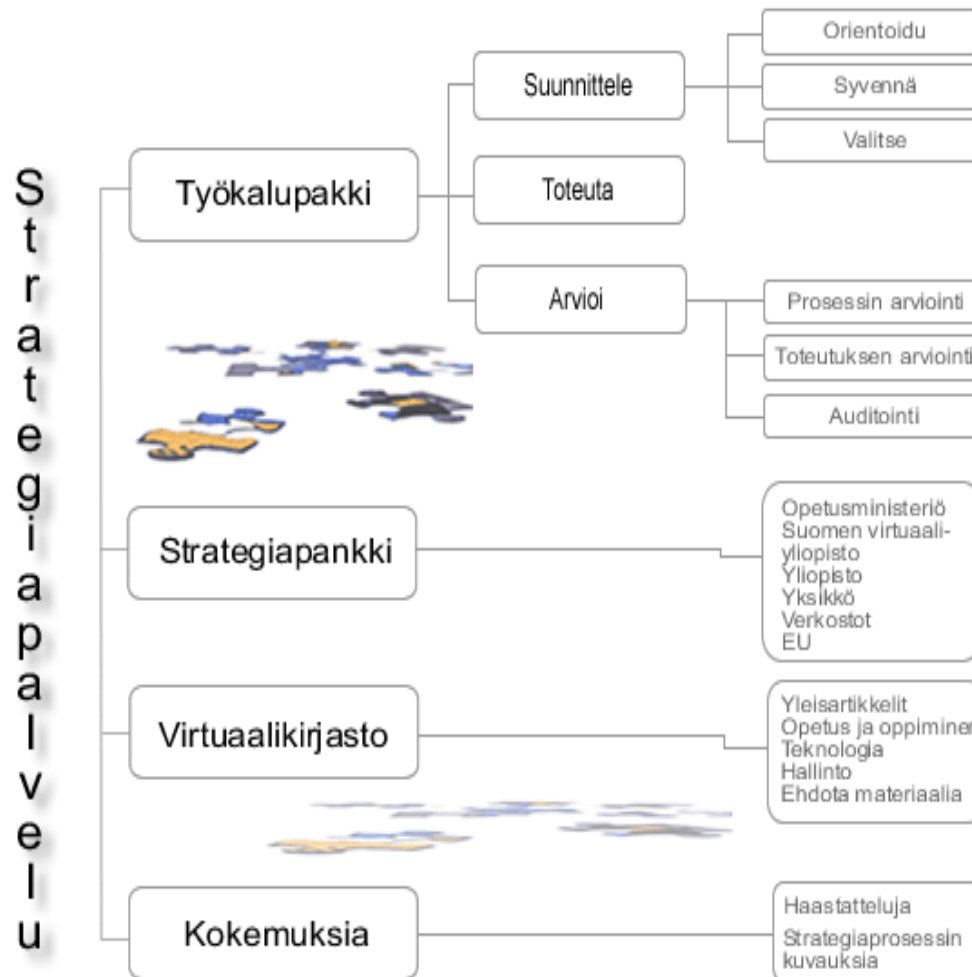 Strategiapalvelu
Työkalupakki
Suunnittele
Orientoidu
Syvennä
Valitse
Toteuta
Arvioi
Prosessin arviointi
Toteutuksen arviointi
Auditointi
Strategiapankki
Opetusministeriö
Suomen virtuaali-
yliopisto
Yliopisto
Yksikkö
Verkostot
EU
Virtuaalikirjasto
Yleisartikkelit
Opetus ja oppiminen
Teknologia
Hallinto
Ehdota materiaalia
Kokemuksia
Haastatteluja
Strategiaprosessin
kuvauksia